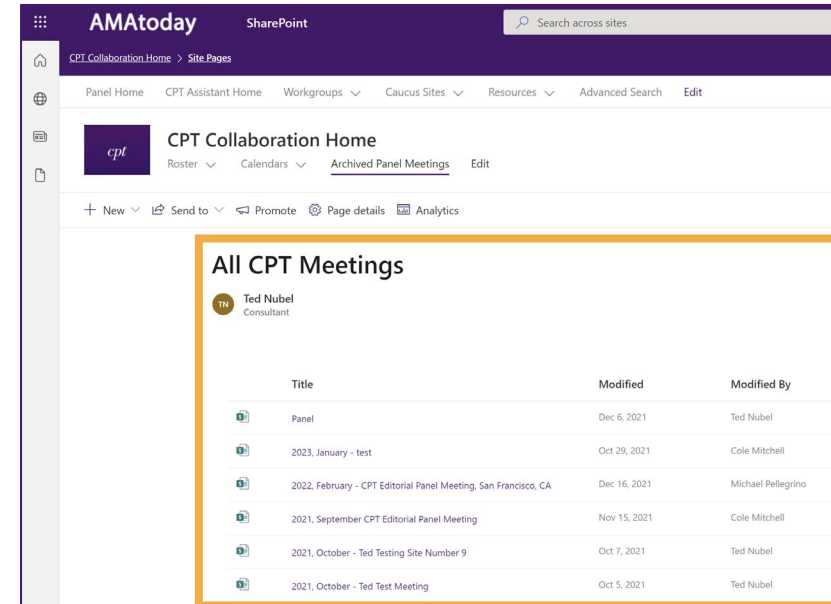 AMAtoday SharePoint Search across sites
CPT Collaboration Home > Site Pages
Panel Home CPT Assistant Home Workgroups Caucus Sites Resources Advanced Search Edit
cpt
CPT Collaboration Home
Roster Calendars Archived Panel Meetings Edit
New Send to Promote Page details Analytics
All CPT Meetings
TN
Ted Nubel
Consultant
Title Modified Modified By
Panel Dec 6, 2021 Ted Nubel
2023, January - test Oct 29, 2021 Cole Mitchell
2022, February - CPT Editorial Panel Meeting, San Francisco, CA Dec 16, 2021 Michael Pellegrino
2021, September CPT Editorial Panel Meeting Nov 15, 2021 Cole Mitchell
2021, October - Ted Testing Site Number 9 Oct 7, 2021 Ted Nubel
2021, October - Ted Test Meeting Oct 5, 2021 Ted Nubel